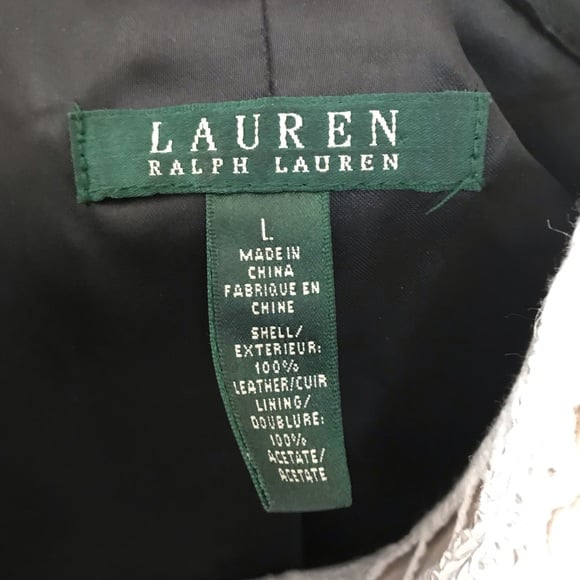 LAUREN
RALPH LAUREN
L
MADE IN
CHINA
FABRIQUE EN
CHINE
SHELL/
EXTERIEUR:
100%
LEATHER/CUIR
LINING/
DOUBLURE:
100%
ACETATE/
ACETATE